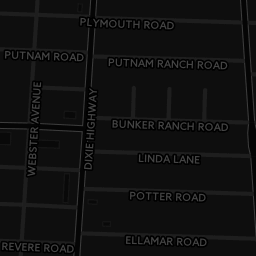 PLYMOUTH ROAD
PUTNAM ROAD
PUTNAM RANCH ROAD
WEBSTER AVENUE
DIXIE HIGHWAY
BUNKER RANCH ROAD
LINDA LANE
POTTER ROAD
REVERE ROAD
ELLAMAR ROAD